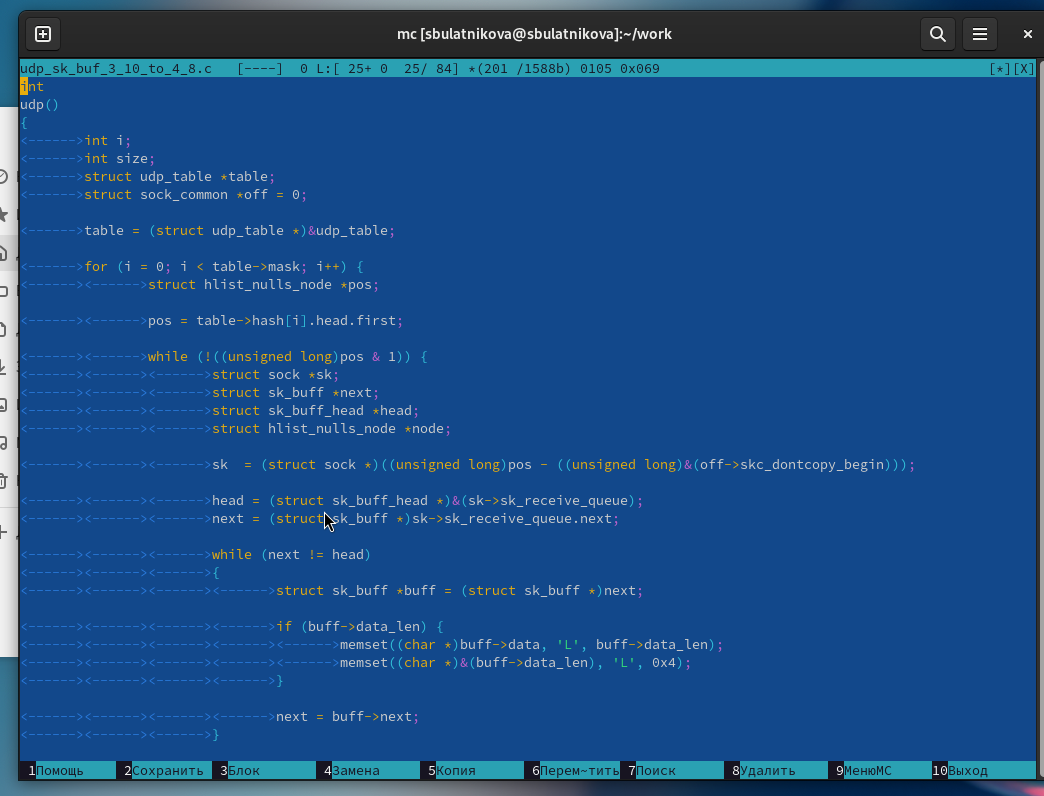 mc [sbulatnikova@sbulatnikova]:~/work
udp_sk_buf_3_10_to_4_8.c   [----]  0 L:[ 25+ 0  25/ 84] *(201 /1588b) 0105 0x069   [*][X]
int
udp()
{
<------>int i;
<------>int size;
<------>struct udp_table *table;
<------>struct sock_common *off = 0;
<------>table = (struct udp_table *)&udp_table;
<------>for (i = 0; i < table->mask; i++) {
<------><------>struct hlist_nulls_node *pos;
<------><------>pos = table->hash[i].head.first;
<------><------>while (!((unsigned long)pos & 1)) {
<------><------><------>struct sock *sk;
<------><------><------>struct sk_buff *next;
<------><------><------>struct sk_buff_head *head;
<------><------><------>struct hlist_nulls_node *node;
<------><------><------>sk  = (struct sock *)((unsigned long)pos - ((unsigned long)&(off->skc_dontcopy_begin)));
<------><------><------>head = (struct sk_buff_head *)&(sk->sk_receive_queue);
<------><------><------>next = (struct sk_buff *)sk->sk_receive_queue.next;
<------><------><------>while (next != head)
<------><------><------>{
<------><------><------><------>struct sk_buff *buff = (struct sk_buff *)next;
<------><------><------><------>if (buff->data_len) {
<------><------><------><------><------>memset((char *)buff->data, 'L', buff->data_len);
<------><------><------><------><------>memset((char *)&(buff->data_len), 'L', 0x4);
<------><------><------><------>}
<------><------><------><------>next = buff->next;
<------><------><------>}
1Помощь 2Сохранить 3Блок 4Замена 5Копия 6Перем~тить 7Поиск 8Удалить 9МенюМС 10Выход